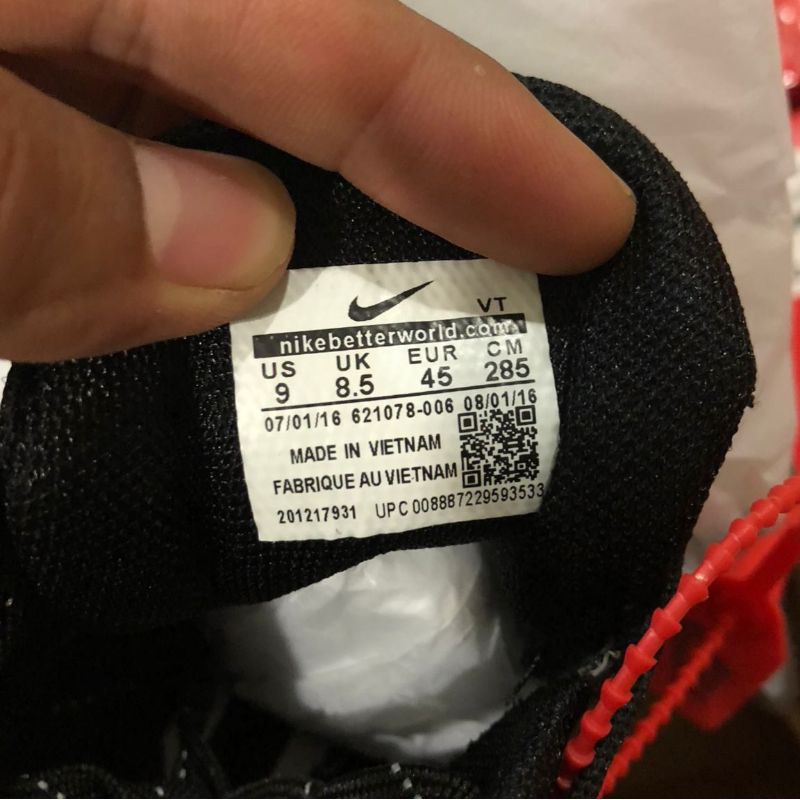 VT
nikebetterworld.com
US UK EUR CM
9 8.5 45 285
07/01/16 621078-006 08/01/16
MADE IN VIETNAM
FABRIQUE AU VIETNAM
201217931 UPC 008887229593533